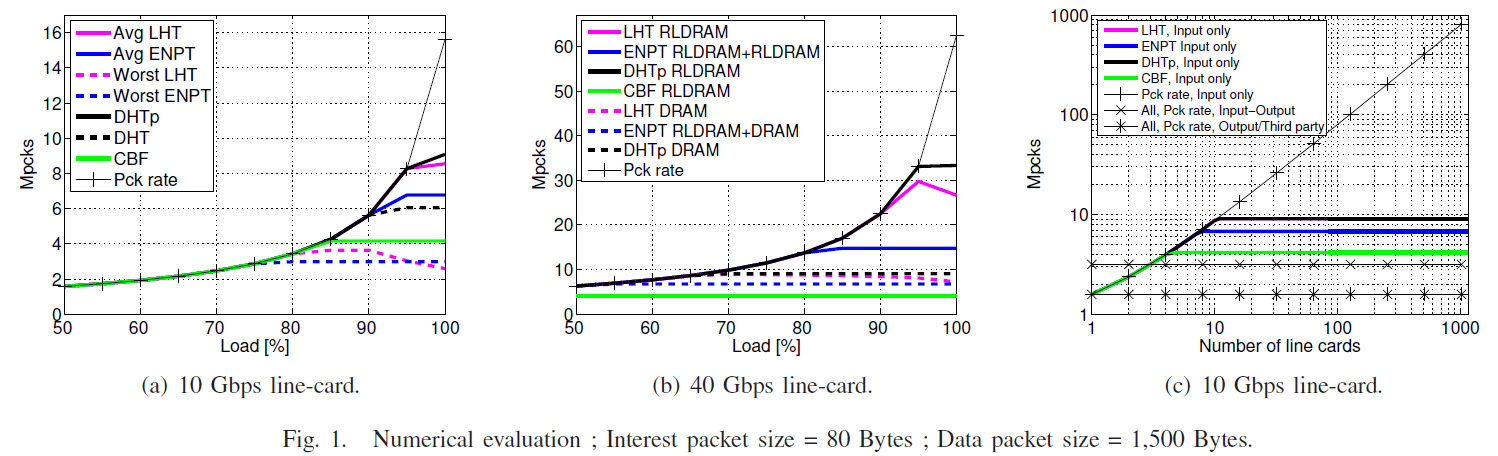 16
14
12
10
8
6
4
2
0
Mpcks
Avg LHT
Avg ENPT
Worst LHT
Worst ENPT
DHTp
DHT
CBF
Pck rate
50 60 70 80 90 100
Load [%]
(a) 10 Gbps line-card.
60
50
40
30
20
10
0
Mpcks
LHT RLDRAM
ENPT RLDRAM+RLDRAM
DHTp RLDRAM
CBF RLDRAM
LHT DRAM
ENPT RLDRAM+DRAM
DHTp DRAM
Pck rate
50 60 70 80 90 100
Load [%]
(b) 40 Gbps line-card.
1000
100
10
1
Mpcks
LHT, Input only
ENPT Input only
DHTp, Input only
CBF, Input only
Pck rate, Input only
All, Pck rate, Input−Output
All, Pck rate, Output/Third party
1 10 100 1000
Number of line cards
(c) 10 Gbps line-card.
Fig. 1. Numerical evaluation ; Interest packet size = 80 Bytes ; Data packet size = 1,500 Bytes.